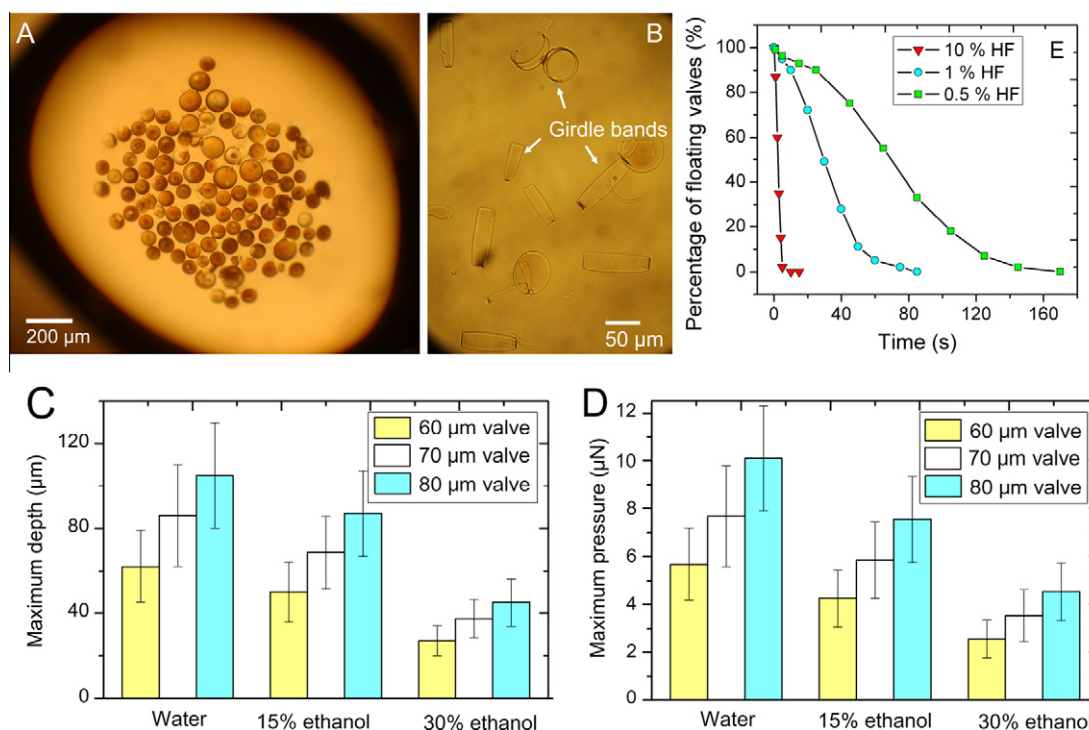 A
200 µm
B
Girdle bands
50 µm
E
Percentage of floating valves (%)
100
80
60
40
20
0
10 % HF
1 % HF
0.5 % HF
0 40 80 120 160
Time (s)
C
Maximum depth (µm)
120
80
40
0
60 µm valve
70 µm valve
80 µm valve
Water 15% ethanol 30% ethanol
D
Maximum pressure (µN)
12
10
8
6
4
2
0
60 µm valve
70 µm valve
80 µm valve
Water 15% ethanol 30% ethanol